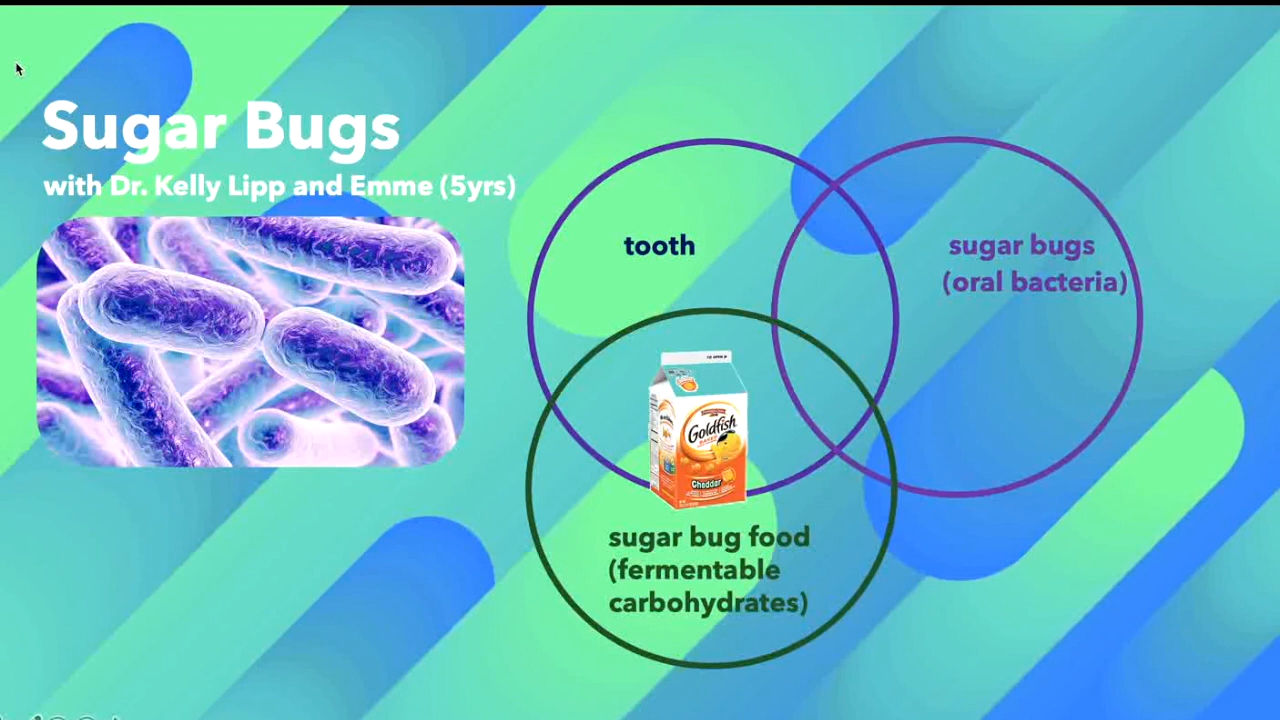 Sugar Bugs
with Dr. Kelly Lipp and Emme (5yrs)
tooth
sugar bugs
(oral bacteria)
Goldfish
Cheddar
sugar bug food
(fermentable
carbohydrates)